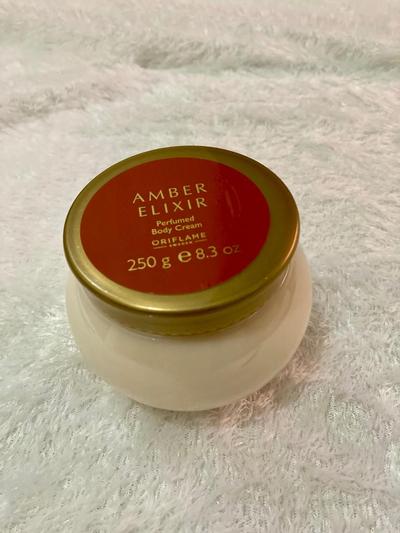 AMBER
ELIXIR
Perfumed
Body Cream
ORIFLAME
SWEDEN
250 g ℮ 8.3 oz